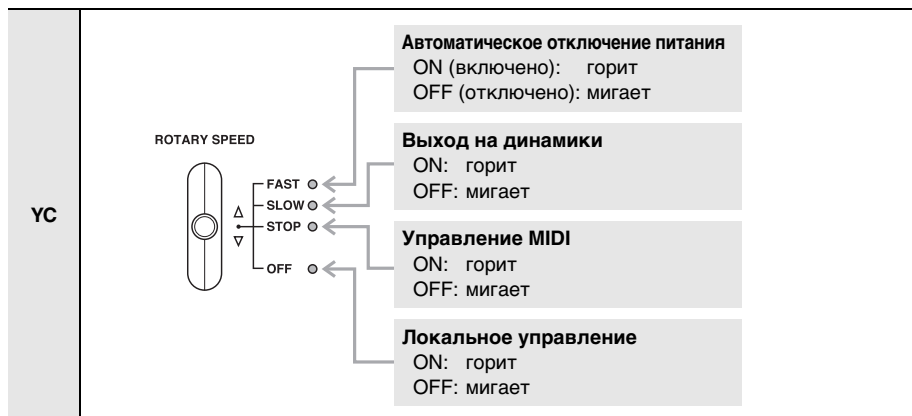 YC
ROTARY SPEED
FAST
SLOW
STOP
OFF
Автоматическое отключение питания
ON (включено): горит
OFF (отключено): мигает
Выход на динамики
ON: горит
OFF: мигает
Управление MIDI
ON: горит
OFF: мигает
Локальное управление
ON: горит
OFF: мигает